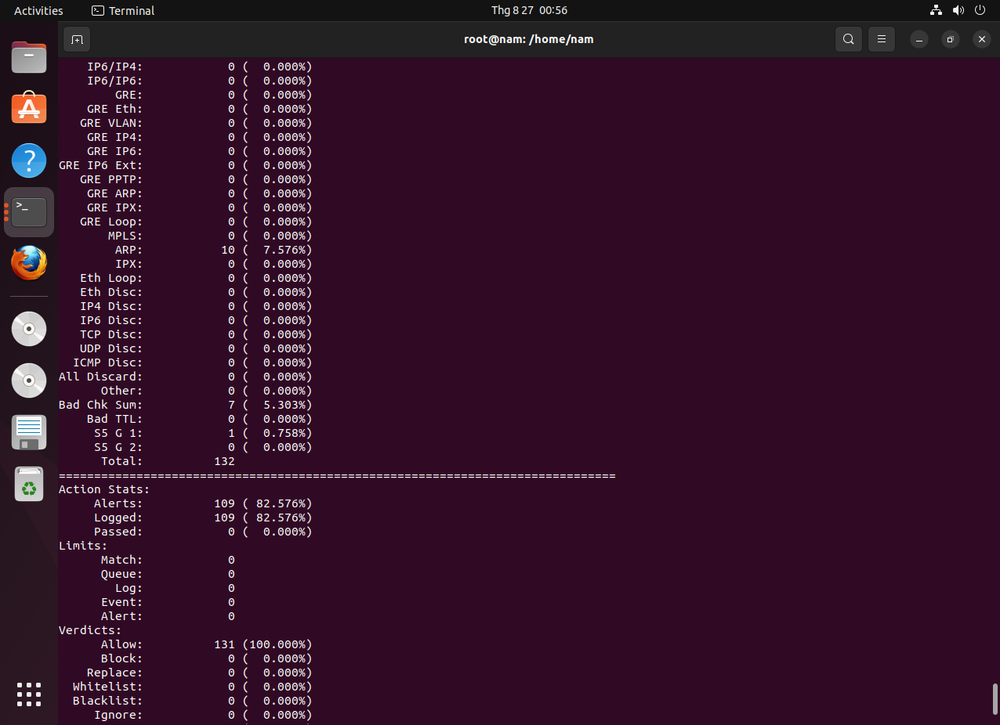 Activities Terminal Thg 8 27 00:56
root@nam: /home/nam
IP6/IP4: 0 ( 0.000%)
IP6/IP6: 0 ( 0.000%)
GRE: 0 ( 0.000%)
GRE Eth: 0 ( 0.000%)
GRE VLAN: 0 ( 0.000%)
GRE IP4: 0 ( 0.000%)
GRE IP6: 0 ( 0.000%)
GRE IP6 Ext: 0 ( 0.000%)
GRE PPTP: 0 ( 0.000%)
GRE ARP: 0 ( 0.000%)
GRE IPX: 0 ( 0.000%)
GRE Loop: 0 ( 0.000%)
MPLS: 0 ( 0.000%)
ARP: 10 ( 7.576%)
IPX: 0 ( 0.000%)
Eth Loop: 0 ( 0.000%)
Eth Disc: 0 ( 0.000%)
IP4 Disc: 0 ( 0.000%)
IP6 Disc: 0 ( 0.000%)
TCP Disc: 0 ( 0.000%)
UDP Disc: 0 ( 0.000%)
ICMP Disc: 0 ( 0.000%)
All Discard: 0 ( 0.000%)
Other: 0 ( 0.000%)
Bad Chk Sum: 7 ( 5.303%)
Bad TTL: 0 ( 0.000%)
S5 G 1: 1 ( 0.758%)
S5 G 2: 0 ( 0.000%)
Total: 132
===============================================================================
Action Stats:
Alerts: 109 ( 82.576%)
Logged: 109 ( 82.576%)
Passed: 0 ( 0.000%)
Limits:
Match: 0
Queue: 0
Log: 0
Event: 0
Alert: 0
Verdicts:
Allow: 131 (100.000%)
Block: 0 ( 0.000%)
Replace: 0 ( 0.000%)
Whitelist: 0 ( 0.000%)
Blacklist: 0 ( 0.000%)
Ignore: 0 ( 0.000%)